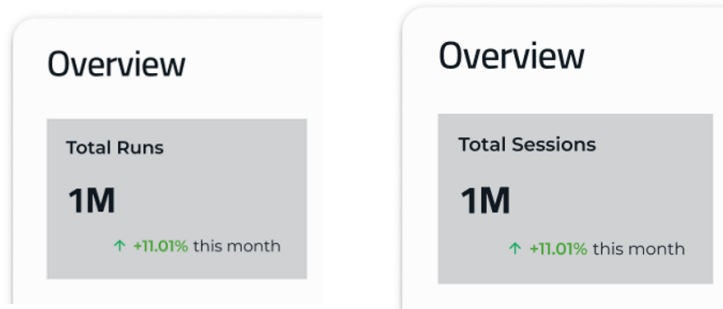 Overview
Total Runs
1M
↑ +11.01% this month
Overview
Total Sessions
1M
↑ +11.01% this month